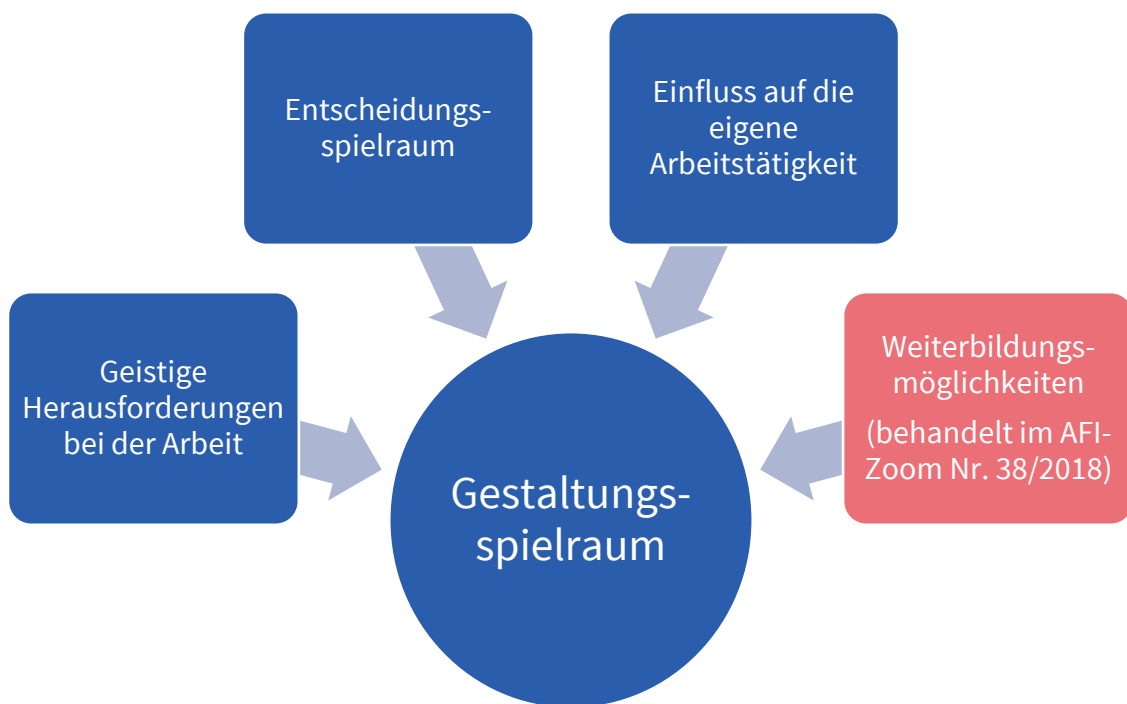 Entscheidungs-
spielraum
Einfluss auf die
eigene
Arbeitstätigkeit
Geistige
Herausforderungen
bei der Arbeit
Weiterbildungs-
möglichkeiten
(behandelt im AFI-
Zoom Nr. 38/2018)
Gestaltungs-
spielraum